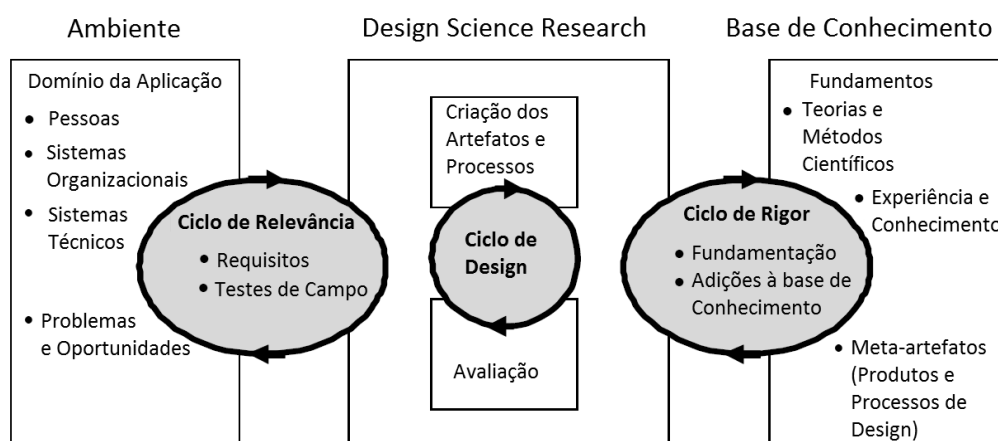 Ambiente
Domínio da Aplicação
• Pessoas
• Sistemas
Organizacionais
• Sistemas
Técnicos
• Problemas
e Oportunidades
Ciclo de Relevância
• Requisitos
• Testes de Campo
Design Science Research
Criação dos
Artefatos e
Processos
Ciclo de
Design
Avaliação
Ciclo de Rigor
• Fundamentação
• Adições à base de
Conhecimento
Base de Conhecimento
Fundamentos
• Teorias e
Métodos
Científicos
• Experiência e
Conhecimento
• Meta-artefatos
(Produtos e
Processos de
Design)